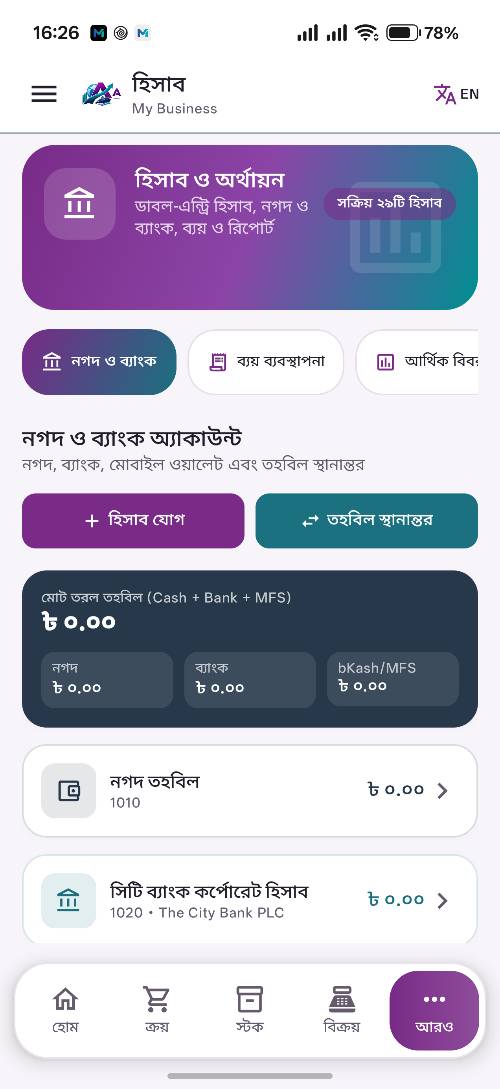 16:26
78%
হিসাব
My Business
EN
হিসাব ও অর্থায়ন
ডাবল-এন্ট্রি হিসাব, নগদ ও
ব্যাংক, ব্যয় ও রিপোর্ট
সক্রিয় ২৯টি হিসাব
নগদ ও ব্যাংক
ব্যয় ব্যবস্থাপনা
আর্থিক বিবর
নগদ ও ব্যাংক অ্যাকাউন্ট
নগদ, ব্যাংক, মোবাইল ওয়ালেট এবং তহবিল স্থানান্তর
+ হিসাব যোগ
তহবিল স্থানান্তর
মোট তরল তহবিল (Cash + Bank + MFS)
৳ ০.০০
নগদ
৳ ০.০০
ব্যাংক
৳ ০.০০
bKash/MFS
৳ ০.০০
নগদ তহবিল
1010
৳ ০.০০
সিটি ব্যাংক কর্পোরেট হিসাব
1020 • The City Bank PLC
৳ ০.০০
হোম
ক্রয়
স্টক
বিক্রয়
আরও